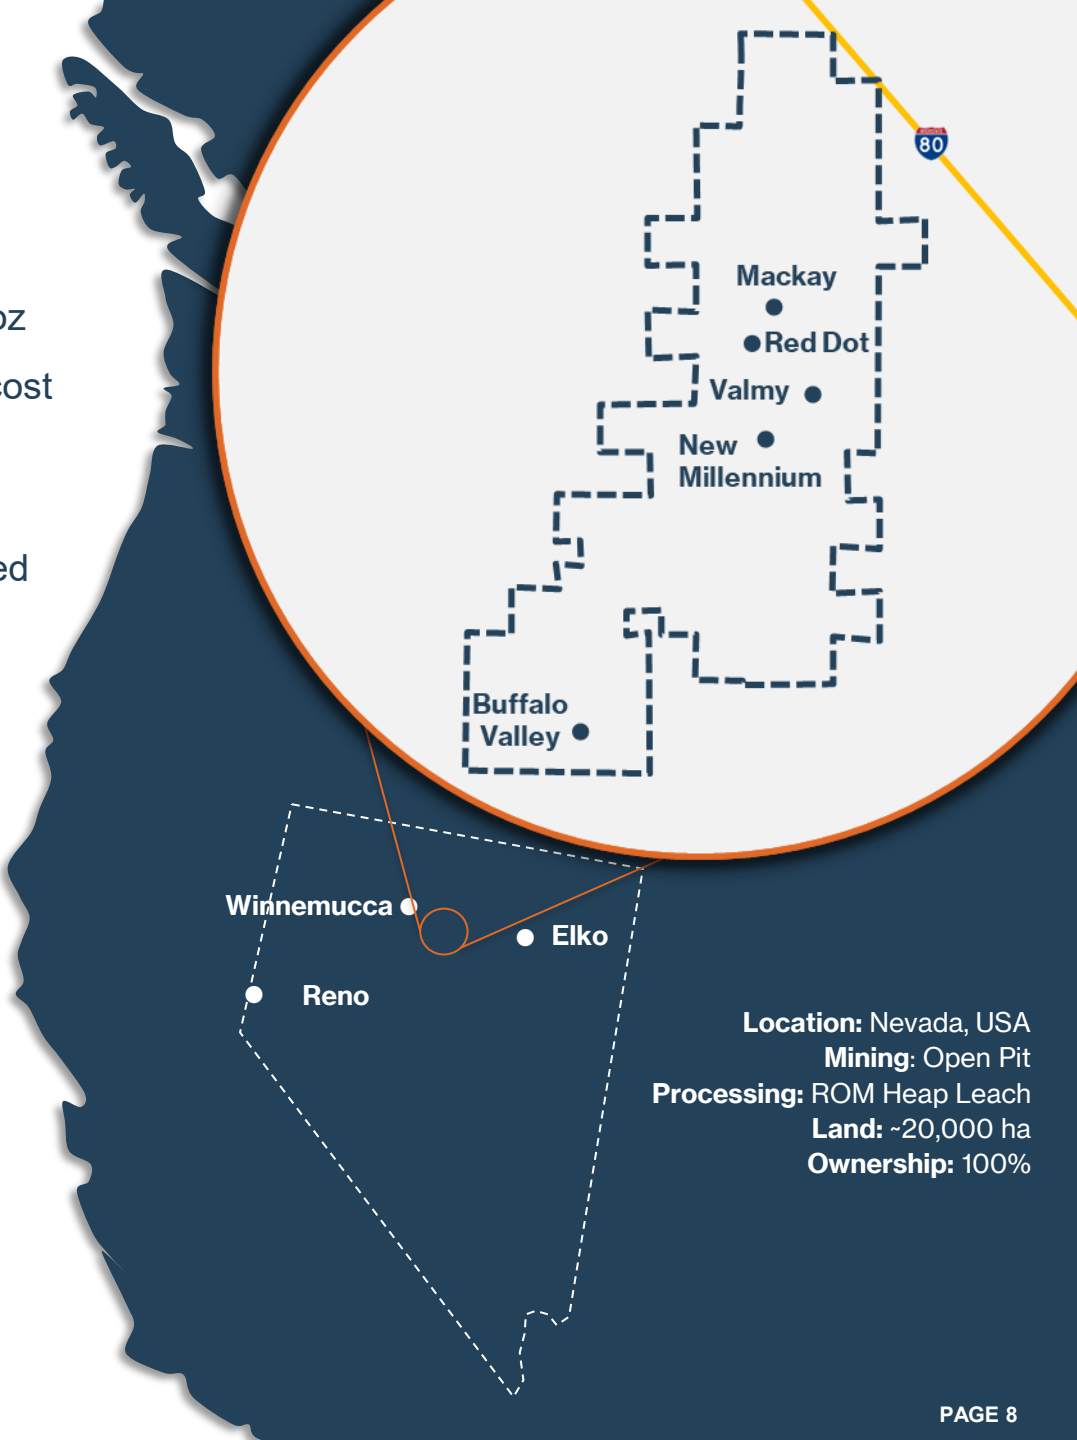 80
Mackay
Red Dot
Valmy
New
Millennium
oz
cost
ed
Buffalo
Valley
Winnemucca
Elko
Reno
Location: Nevada, USA
Mining: Open Pit
Processing: ROM Heap Leach
Land: ~20,000 ha
Ownership: 100%
PAGE 8